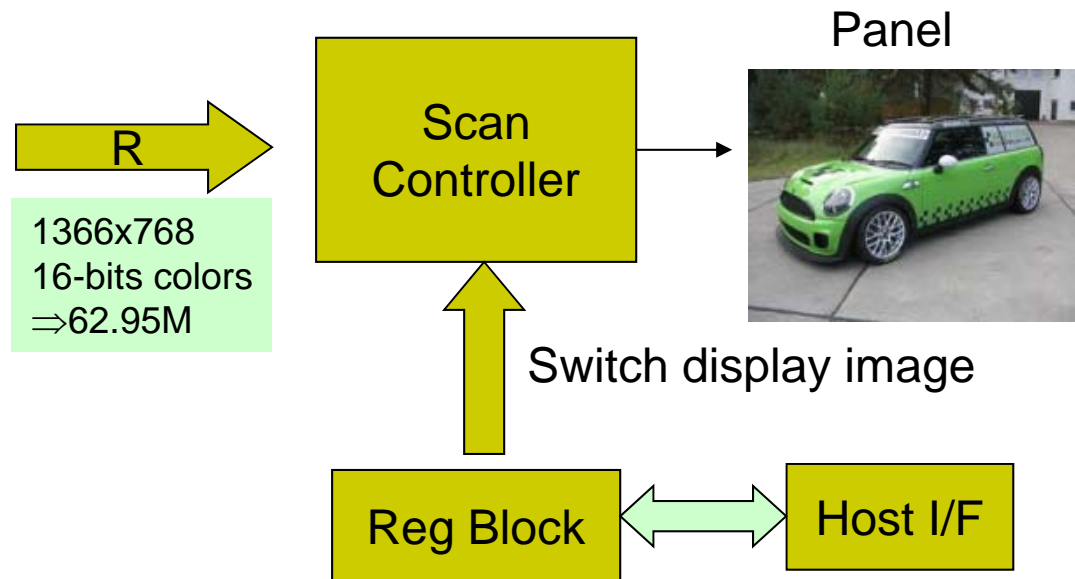 Panel
Scan
Controller
R
1366x768
16-bits colors
⇒62.95M
Switch display image
Reg Block
Host I/F